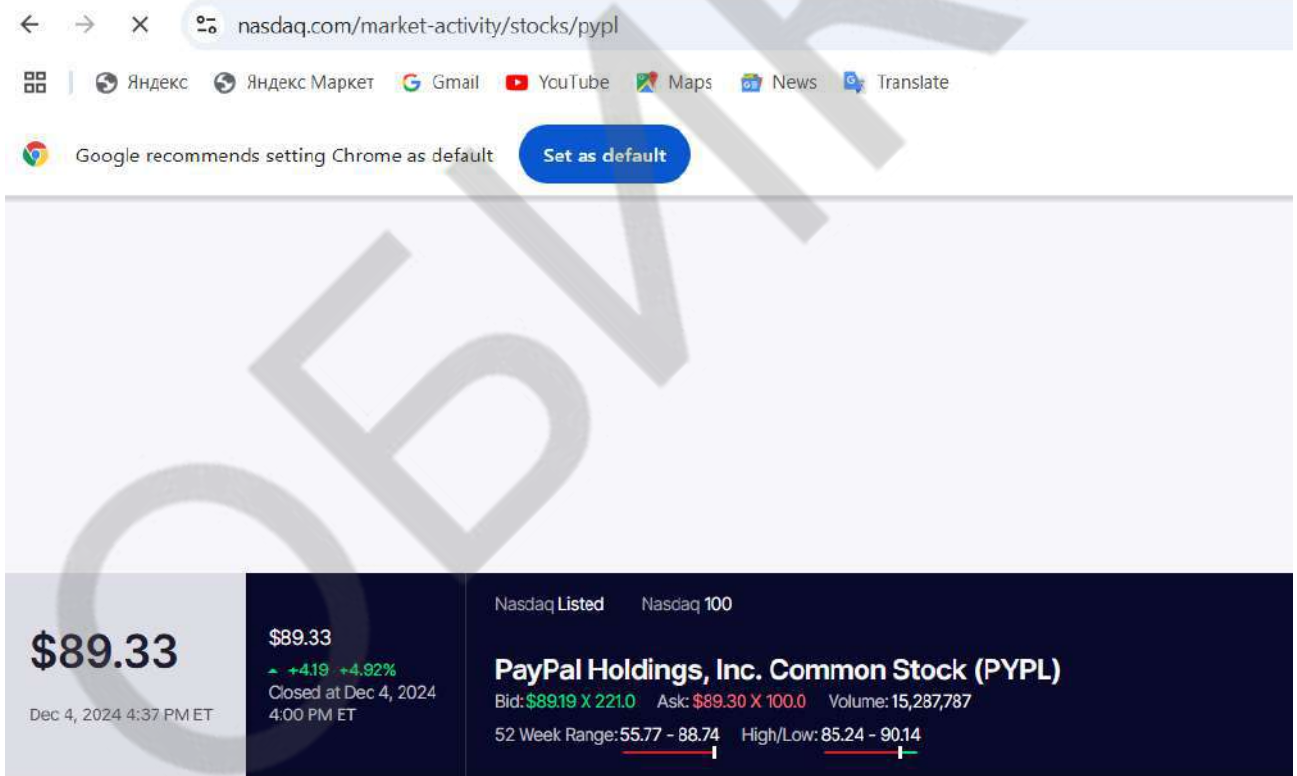 nasdaq.com/market-activity/stocks/pypl
Яндекс Яндекс Маркет Gmail YouTube Maps News Translate
Google recommends setting Chrome as default Set as default
ОБИК
Nasdaq Listed Nasdaq 100
$89.33
Dec 4, 2024 4:37 PM ET
$89.33
+4.19 +4.92%
Closed at Dec 4, 2024
4:00 PM ET
PayPal Holdings, Inc. Common Stock (PYPL)
Bid: $89.19 X 221.0 Ask: $89.30 X 100.0 Volume: 15,287,787
52 Week Range: 55.77 - 88.74 High/Low: 85.24 - 90.14